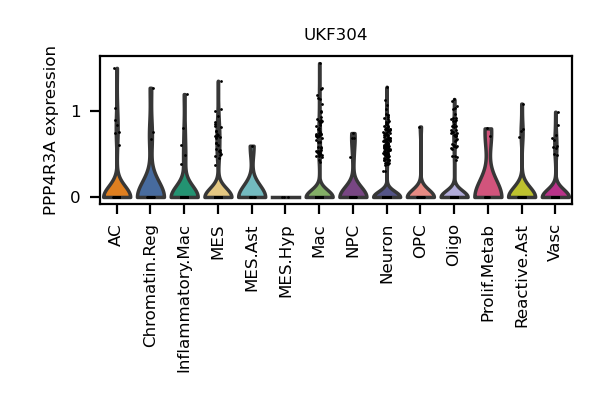 UKF304
PPP4R3A expression
1
0
AC
Chromatin.Reg
Inflammatory.Mac
MES
MES.Ast
MES.Hyp
Mac
NPC
Neuron
OPC
Oligo
Prolif.Metab
Reactive.Ast
Vasc